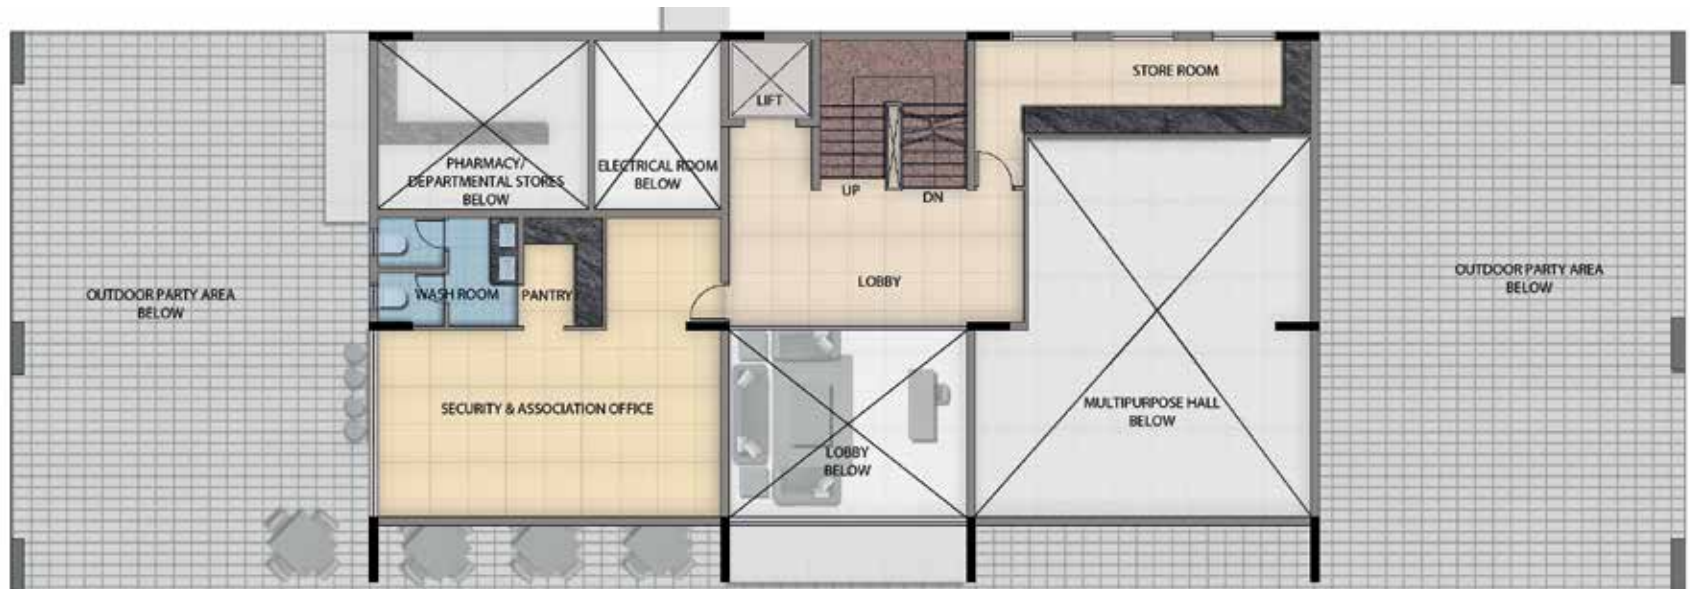 STORE ROOM
LIFT
PHARMACY/
DEPARTMENTAL STORES
BELOW
ELECTRICAL ROOM
BELOW
UP
DN
OUTDOOR PARTY AREA
BELOW
WASH ROOM
PANTRY
LOBBY
OUTDOOR PARTY AREA
BELOW
SECURITY & ASSOCIATION OFFICE
LOBBY
BELOW
MULTIPURPOSE HALL
BELOW